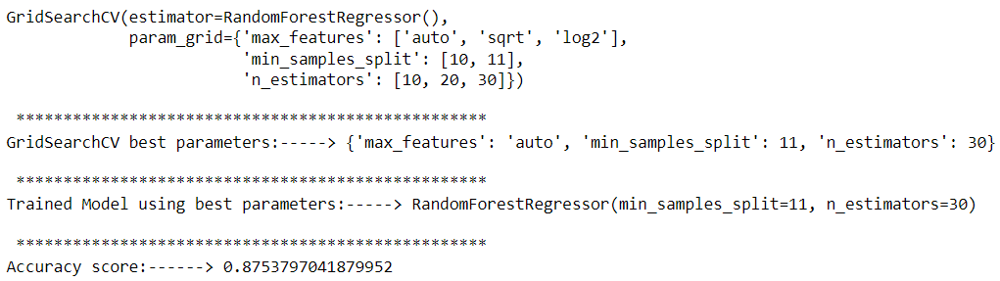 GridSearchCV(estimator=RandomForestRegressor(),
             param_grid={'max_features': ['auto', 'sqrt', 'log2'],
                         'min_samples_split': [10, 11],
                         'n_estimators': [10, 20, 30]})
**************************************************
GridSearchCV best parameters:-----> {'max_features': 'auto', 'min_samples_split': 11, 'n_estimators': 30}
**************************************************
Trained Model using best parameters:-----> RandomForestRegressor(min_samples_split=11, n_estimators=30)
**************************************************
Accuracy score:------> 0.8753797041879952